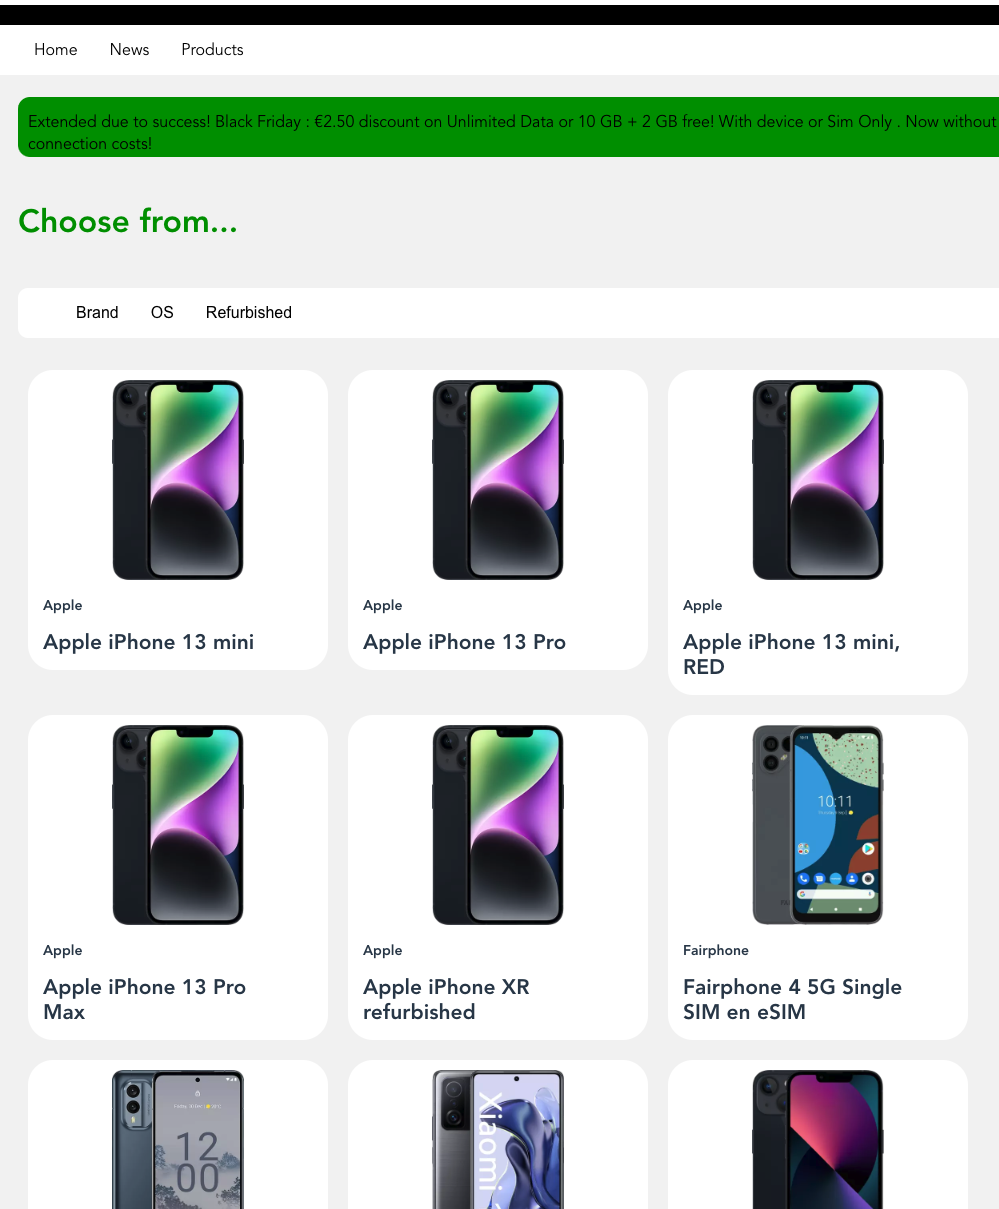 Home News Products
Extended due to success! Black Friday : €2.50 discount on Unlimited Data or 10 GB + 2 GB free! With device or Sim Only . Now without
connection costs!
Choose from...
Brand OS Refurbished
Apple
Apple iPhone 13 mini
Apple
Apple iPhone 13 Pro
Apple
Apple iPhone 13 mini,
RED
Apple
Apple iPhone 13 Pro
Max
Apple
Apple iPhone XR
refurbished
10:11
Fairphone
Fairphone 4 5G Single
SIM en eSIM
12
00
Xiaomi